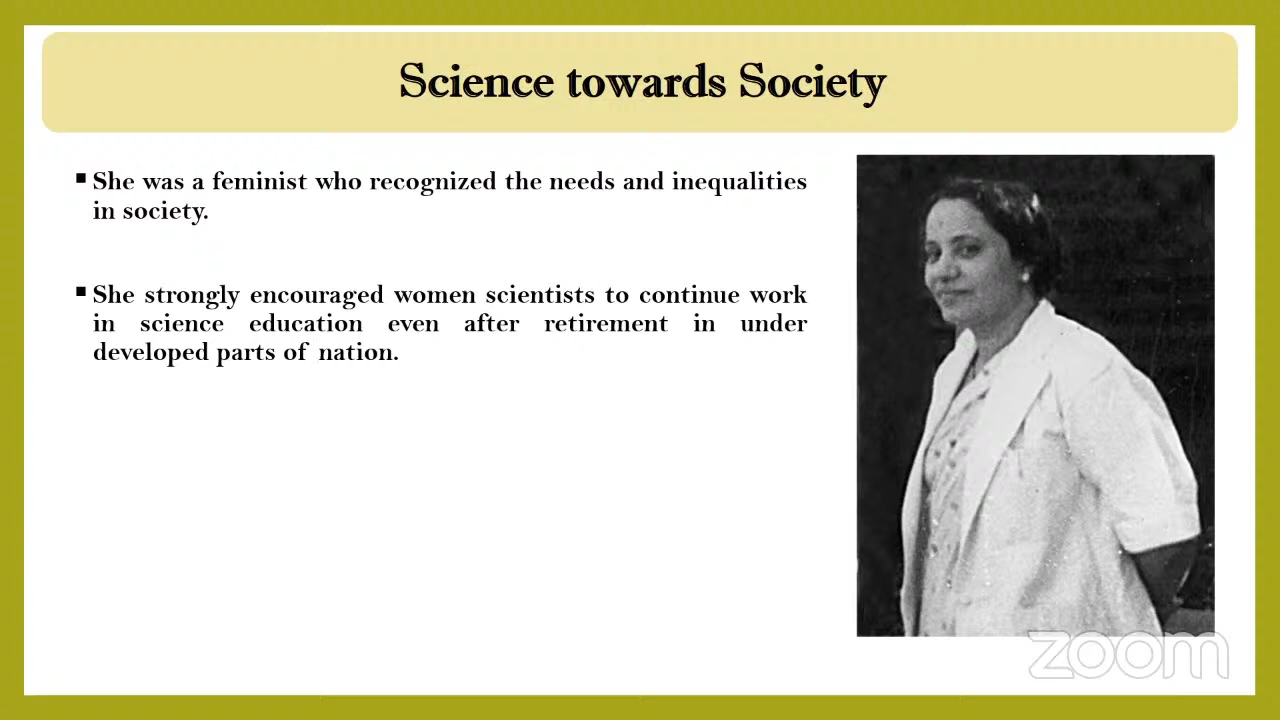 Science towards Society
▪ She was a feminist who recognized the needs and inequalities
in society.
▪ She strongly encouraged women scientists to continue work
in science education even after retirement in under
developed parts of nation.
zoom